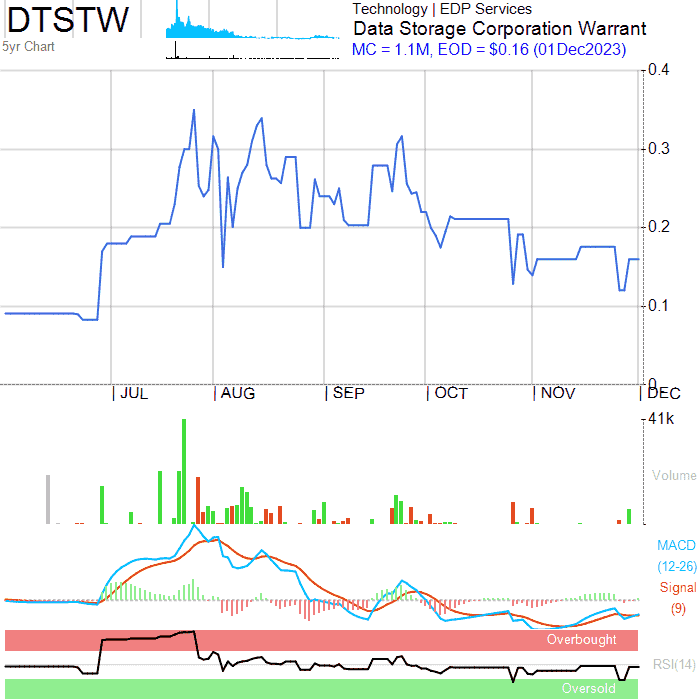 DTSTW
5yr Chart
Technology | EDP Services
Data Storage Corporation Warrant
MC = 1.1M, EOD = $0.16 (01Dec2023)
0.4
0.3
0.2
0.1
0
| JUL | AUG | SEP | OCT | NOV | DEC
41k
Volume
MACD
(12-26)
Signal
(9)
Overbought
RSI(14)
Oversold